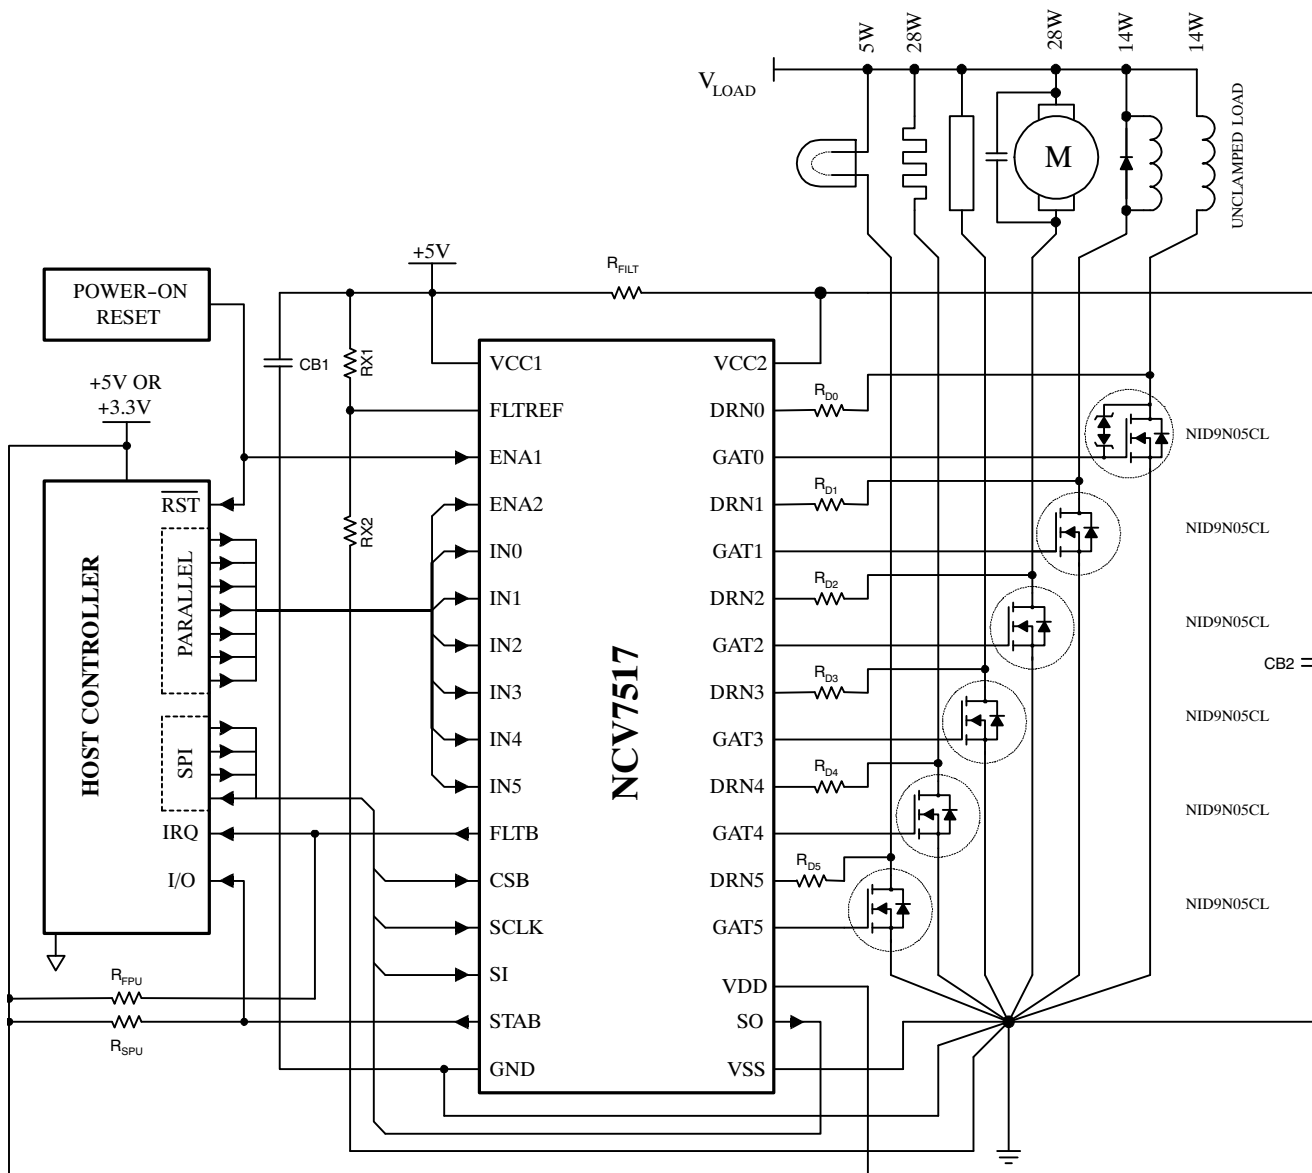 5W
28W
28W
14W
14W
VLOAD
UNCLAMPED LOAD
M
+5V
RFILT
POWER-ON
RESET
CB1
RX1
VCC1
VCC2
+5V OR
+3.3V
RD0
FLTREF
DRN0
NID9N05CL
ENA1
GAT0
RST
RX2
ENA2
RD1
DRN1
NID9N05CL
IN0
GAT1
HOST CONTROLLER
PARALLEL
IN1
RD2
DRN2
NID9N05CL
IN2
GAT2
NCV7517
CB2
IN3
RD3
DRN3
NID9N05CL
IN4
GAT3
SPI
IN5
RD4
DRN4
NID9N05CL
IRQ
FLTB
GAT4
I/O
CSB
RD5
DRN5
NID9N05CL
SCLK
GAT5
RFPU
SI
VDD
RSPU
STAB
SO
GND
VSS